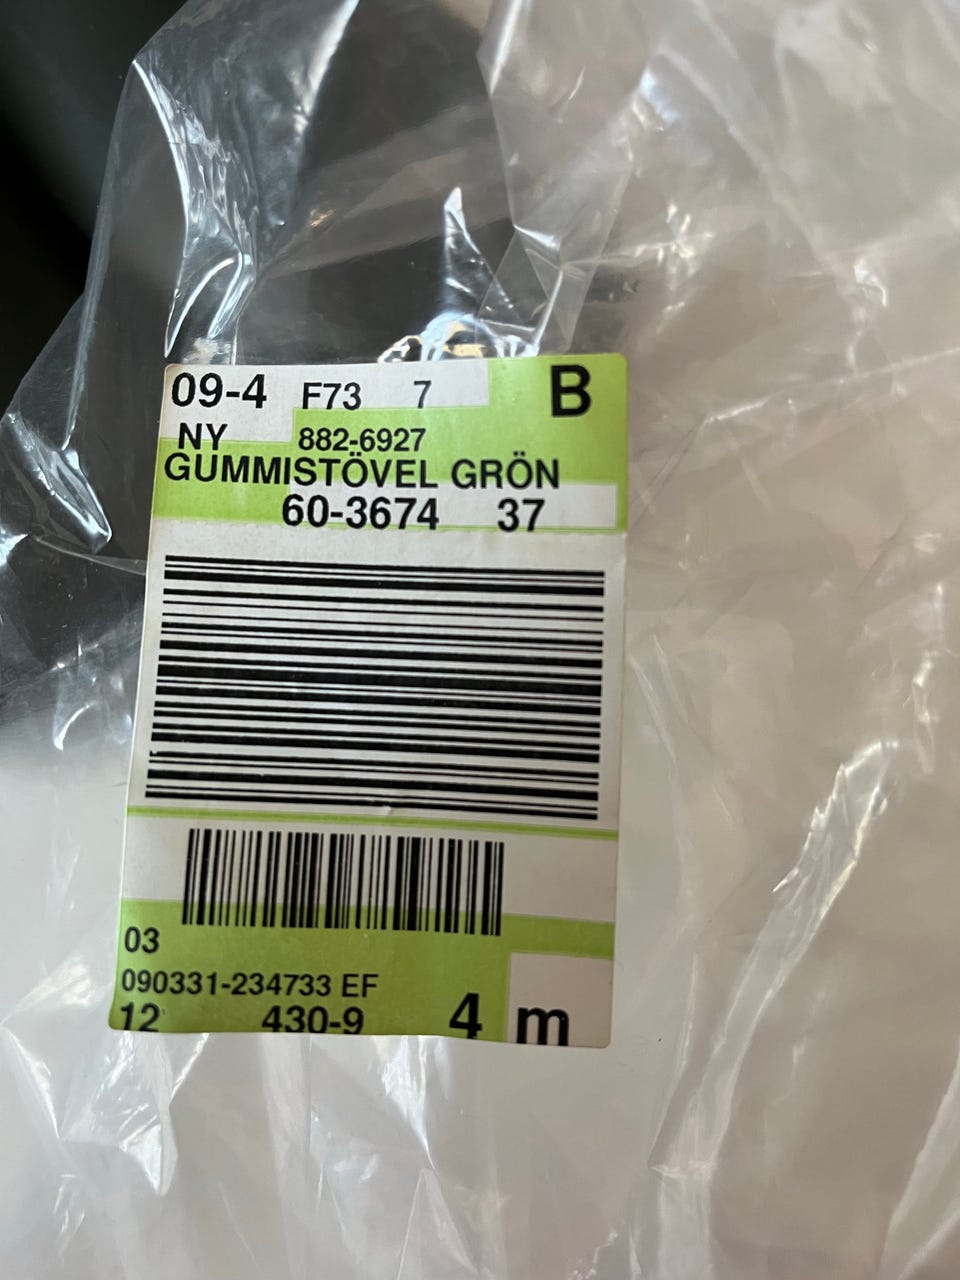 09-4 F73 7 B
NY 882-6927
GUMMISTÖVEL GRÖN
60-3674 37
03
090331-234733 EF
12 430-9 4 m